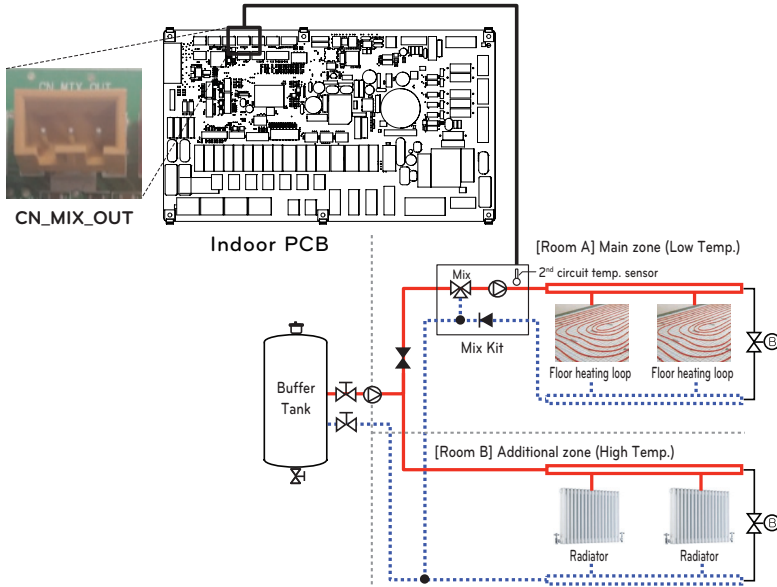 CN_MIX_OUT
CN_MIX_OUT
Indoor PCB
[Room A] Main zone (Low Temp.)
Mix
2nd circuit temp. sensor
Mix Kit
Floor heating loop
Floor heating loop
B
Buffer
Tank
[Room B] Additional zone (High Temp.)
B
Radiator
Radiator